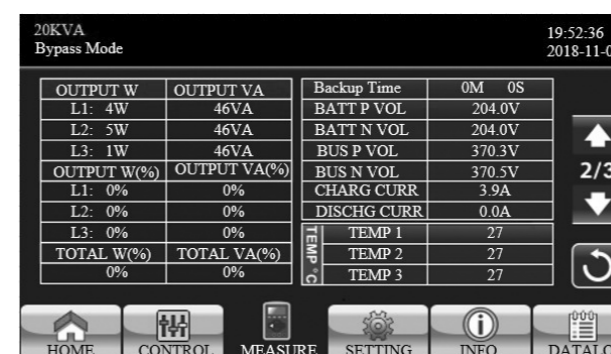 20KVA 19:52:36
Bypass Mode 2018-11-0
OUTPUT W OUTPUT VA
L1: 4W 46VA
L2: 5W 46VA
L3: 1W 46VA
OUTPUT W(%) OUTPUT VA(%)
L1: 0% 0%
L2: 0% 0%
L3: 0% 0%
TOTAL W(%) TOTAL VA(%)
0% 0%
Backup Time 0M 0S
BATT P VOL 204.0V
BATT N VOL 204.0V
BUS P VOL 370.3V
BUS N VOL 370.5V
CHARG CURR 3.9A
DISCHG CURR 0.0A
TEMP °C
TEMP 1 27
TEMP 2 27
TEMP 3 27
2/3
HOME CONTROL MEASURE SETTING INFO DATALO